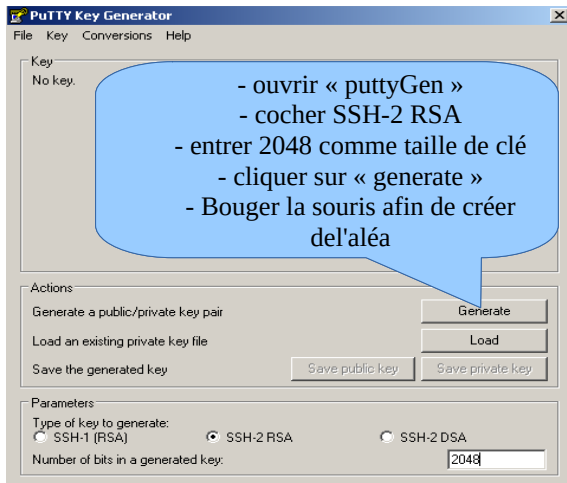 PuTTY Key Generator
File Key Conversions Help
Key
No key.
- ouvrir « puttyGen »
- cocher SSH-2 RSA
- entrer 2048 comme taille de clé
- cliquer sur « generate »
- Bouger la souris afin de créer
del'aléa
Actions
Generate a public/private key pair Generate
Load an existing private key file Load
Save the generated key Save public key Save private key
Parameters
Type of key to generate:
SSH-1 (RSA) SSH-2 RSA SSH-2 DSA
Number of bits in a generated key: 2048